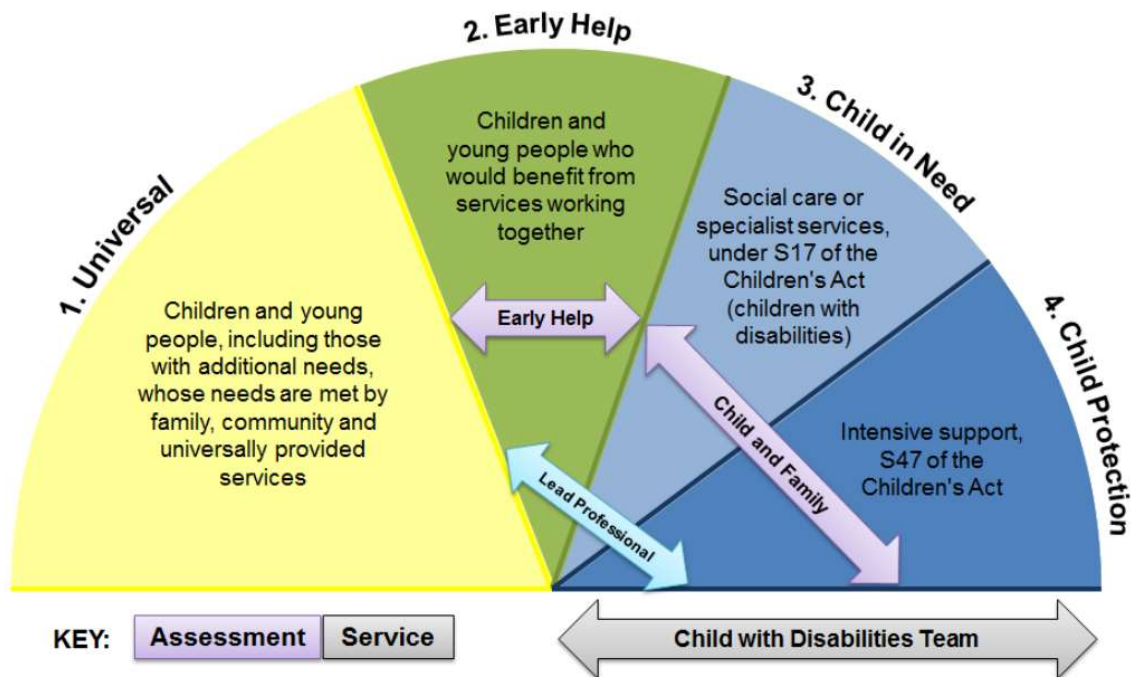 2. Early Help
3. Child in Need
1. Universal
4. Child Protection
Children and
young people who
would benefit from
services working
together
Social care or
specialist services,
under S17 of the
Children's Act
(children with
disabilities)
Children and young
people, including those
with additional needs,
whose needs are met by
family, community and
universally provided
services
Early Help
Child and Family
Intensive support,
S47 of the
Children's Act
Lead Professional
KEY:
Assessment
Service
Child with Disabilities Team